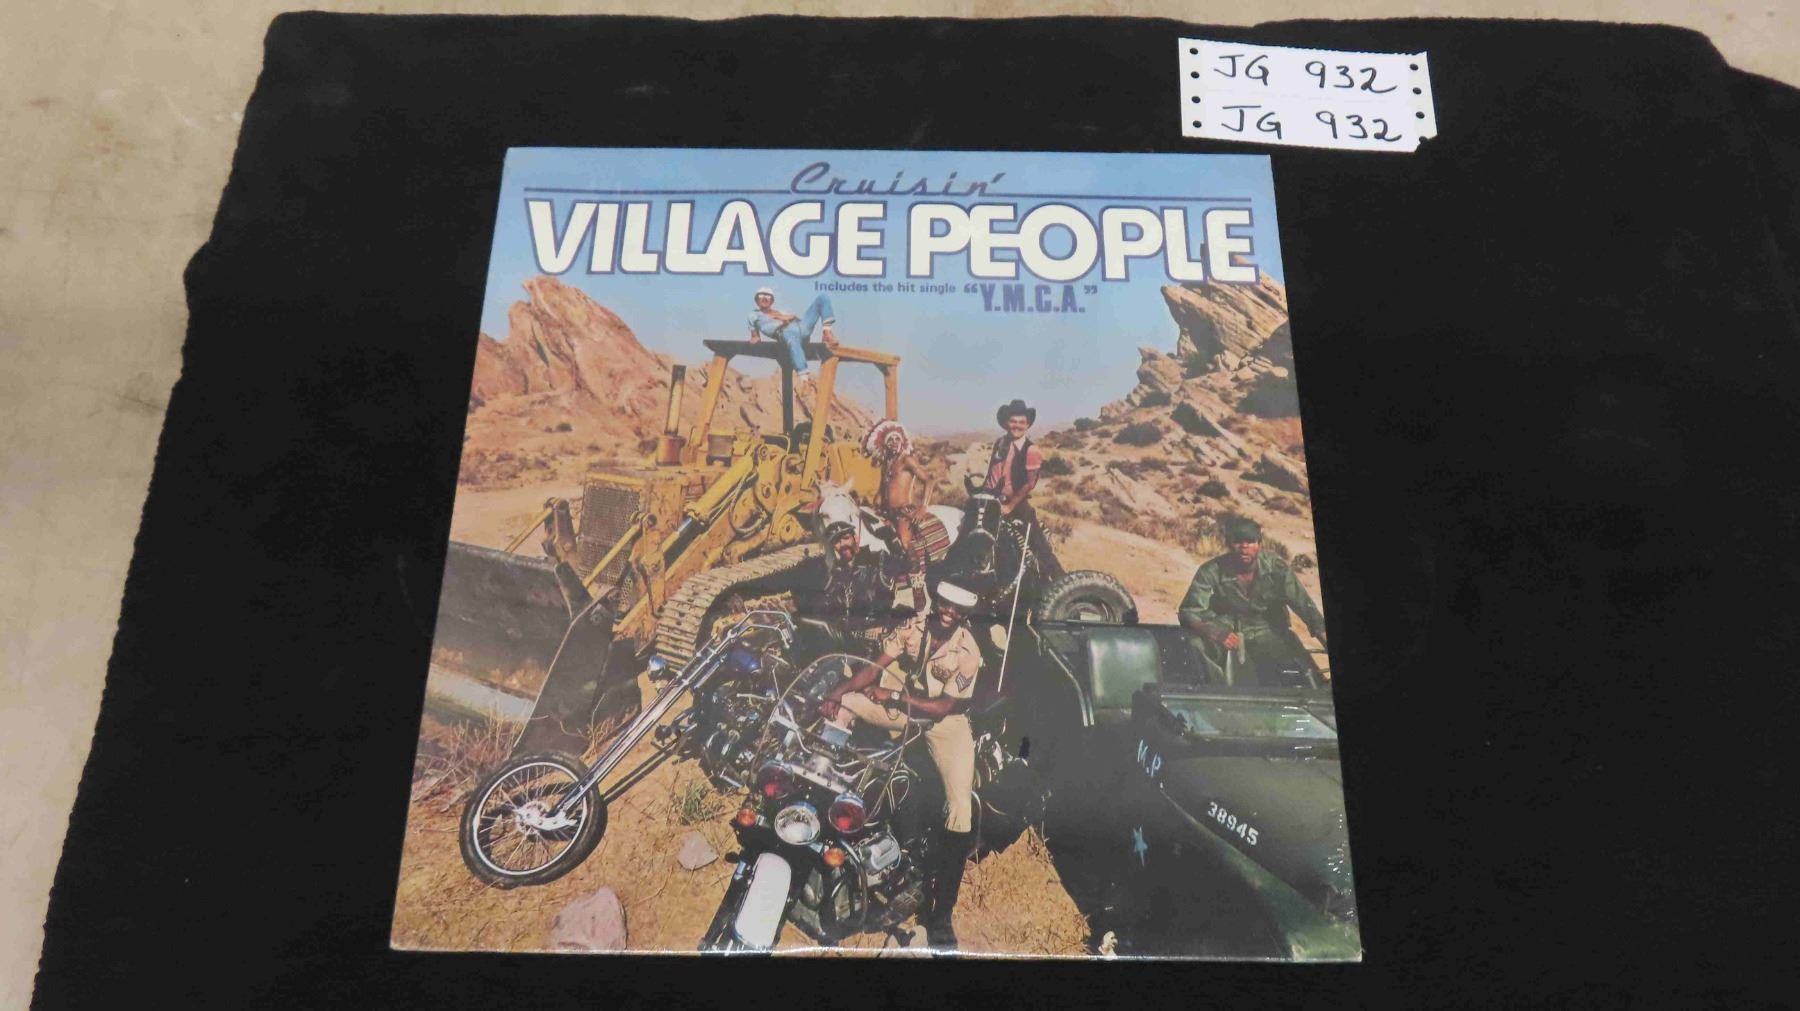 JG 932
JG 932
Cruisin'
VILLAGE PEOPLE
Includes the hit single "Y.M.C.A."
M.P.
38945